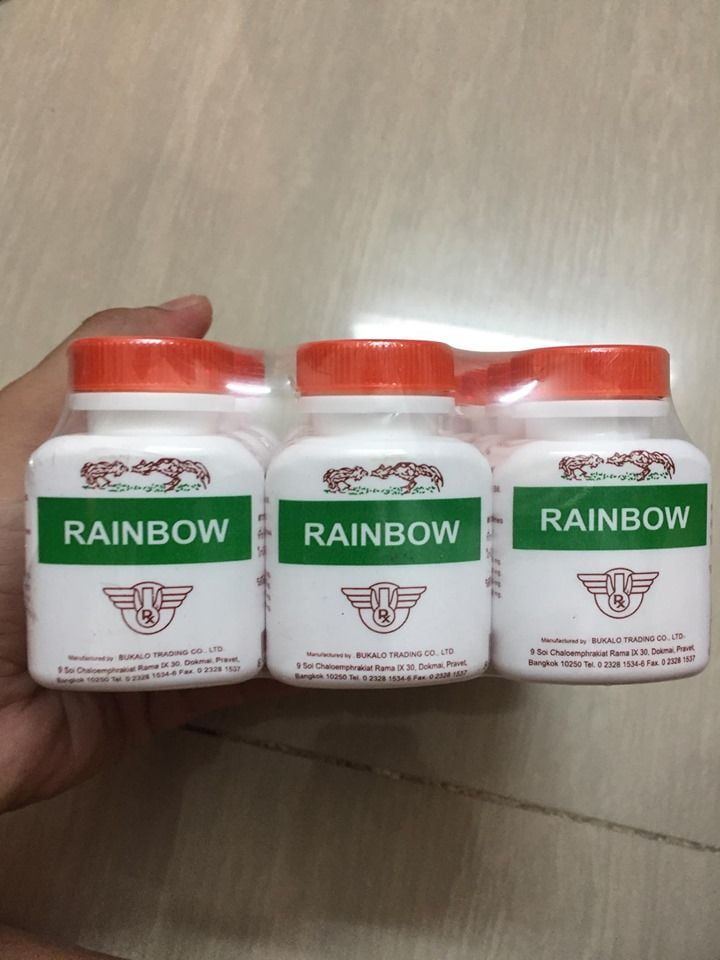 RAINBOW
Rx
Manufactured by . BUKALO TRADING CO., LTD.
9 Soi Chaloemphrakiat Rama IX 30, Dokmai, Pravet,
Bangkok 10250 Tel. 0 2328 1534-6 Fax. 0 2328 1537
RAINBOW
Rx
Manufactured by . BUKALO TRADING CO., LTD.
9 Soi Chaloemphrakiat Rama IX 30, Dokmai, Pravet,
Bangkok 10250 Tel. 0 2328 1534-6 Fax. 0 2328 1537
RAINBOW
Rx
Manufactured by . BUKALO TRADING CO., LTD.
9 Soi Chaloemphrakiat Rama IX 30, Dokmai, Pravet,
Bangkok 10250 Tel. 0 2328 1534-6 Fax. 0 2328 1537